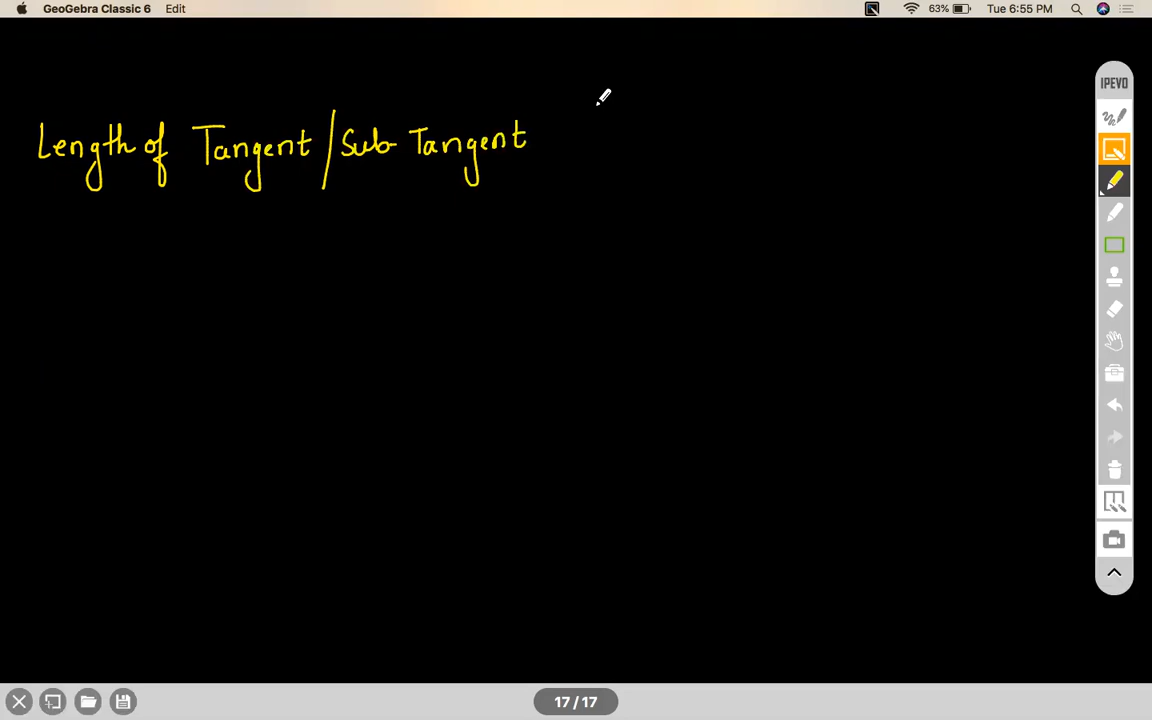 GeoGebra Classic 6 Edit 63% Tue 6:55 PM
IPEVO
Length of Tangent / Sub-Tangent
17 / 17